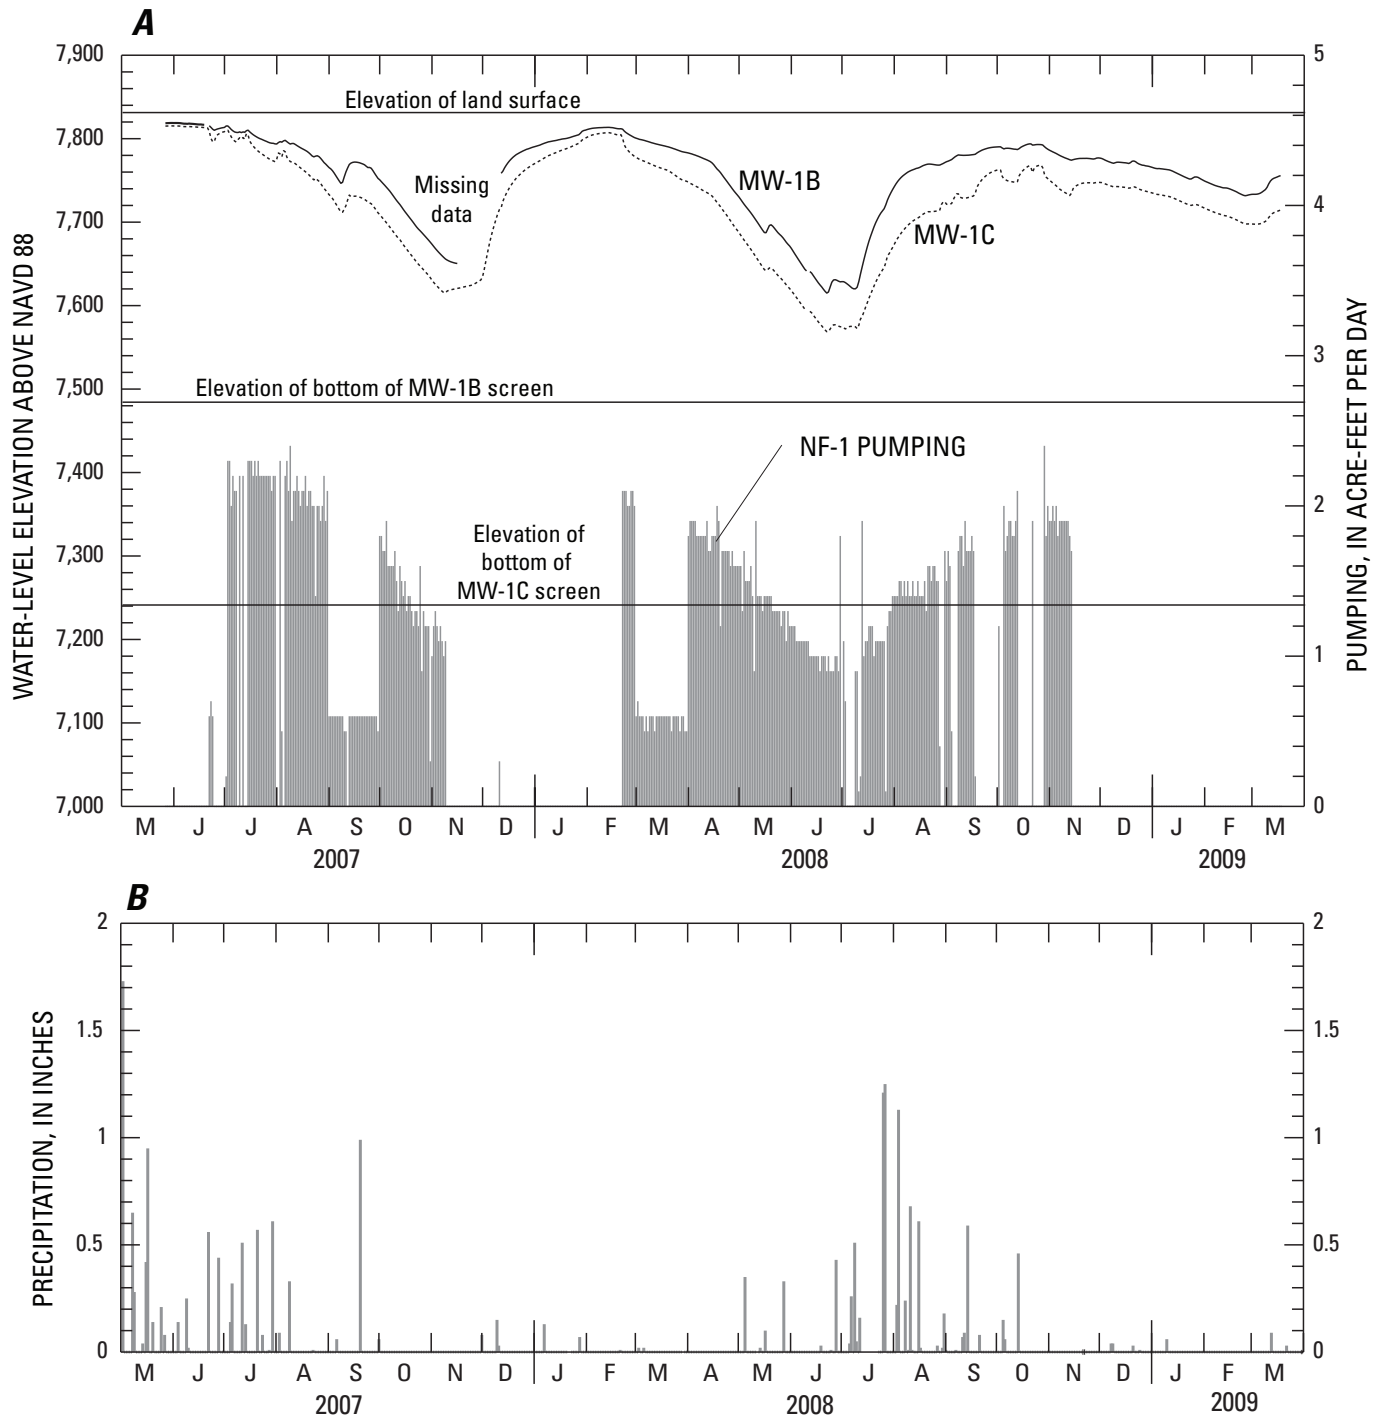 A
7,900
7,800
7,700
7,600
7,500
7,400
7,300
7,200
7,100
7,000
WATER-LEVEL ELEVATION ABOVE NAVD 88
5
4
3
2
1
0
PUMPING, IN ACRE-FEET PER DAY
Elevation of land surface
Missing
data
MW-1B
MW-1C
Elevation of bottom of MW-1B screen
NF-1 PUMPING
Elevation of
bottom of
MW-1C screen
M J J A S O N D J F M A M J J A S O N D J F M
2007 2008 2009
B
2
1.5
1
0.5
0
PRECIPITATION, IN INCHES
2
1.5
1
0.5
0
M J J A S O N D J F M A M J J A S O N D J F M
2007 2008 2009